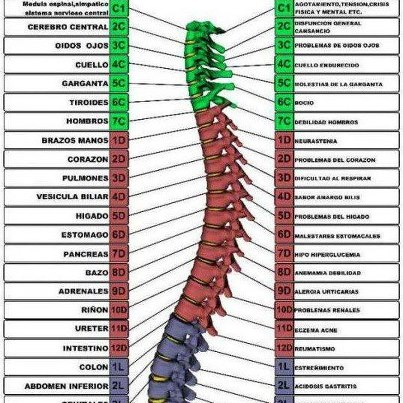 Medula espinal,simpatico
sistema nervioso central C1 C1 AGOTAMIENTO,TENSION,CRISIS
FISICA Y MENTAL ETC.
CEREBRO CENTRAL 2C 2C DISFUNCION GENERAL
CANSANCIO
OIDOS OJOS 3C 3C PROBLEMAS DE OIDOS OJOS
CUELLO 4C 4C CUELLO ENDURECIDO
GARGANTA 5C 5C MOLESTIAS DE LA GARGANTA
TIROIDES 6C 6C BOCIO
HOMBROS 7C 7C DEBILIDAD HOMBROS
BRAZOS MANOS 1D 1D NEURASTENIA
CORAZON 2D 2D PROBLEMAS DEL CORAZON
PULMONES 3D 3D DIFICULTAD AL RESPIRAR
VESICULA BILIAR 4D 4D SABOR AMARGO BILIS
HIGADO 5D 5D PROBLEMAS DEL HIGADO
ESTOMAGO 6D 6D MALESTARES ESTOMACALES
PANCREAS 7D 7D HIPO HIPERGLUCEMIA
BAZO 8D 8D ANEMAMIA DEBILIDAD
ADRENALES 9D 9D ALERGIA URTICARIAS
RIÑON 10D 10D PROBLEMAS RENALES
URETER 11D 11D ECZEMA ACNE
INTESTINO 12D 12D REUMATISMO
COLON 1L 1L ESTREÑIMIENTO
ABDOMEN INFERIOR 2L 2L ACIDOSIS GASTRITIS